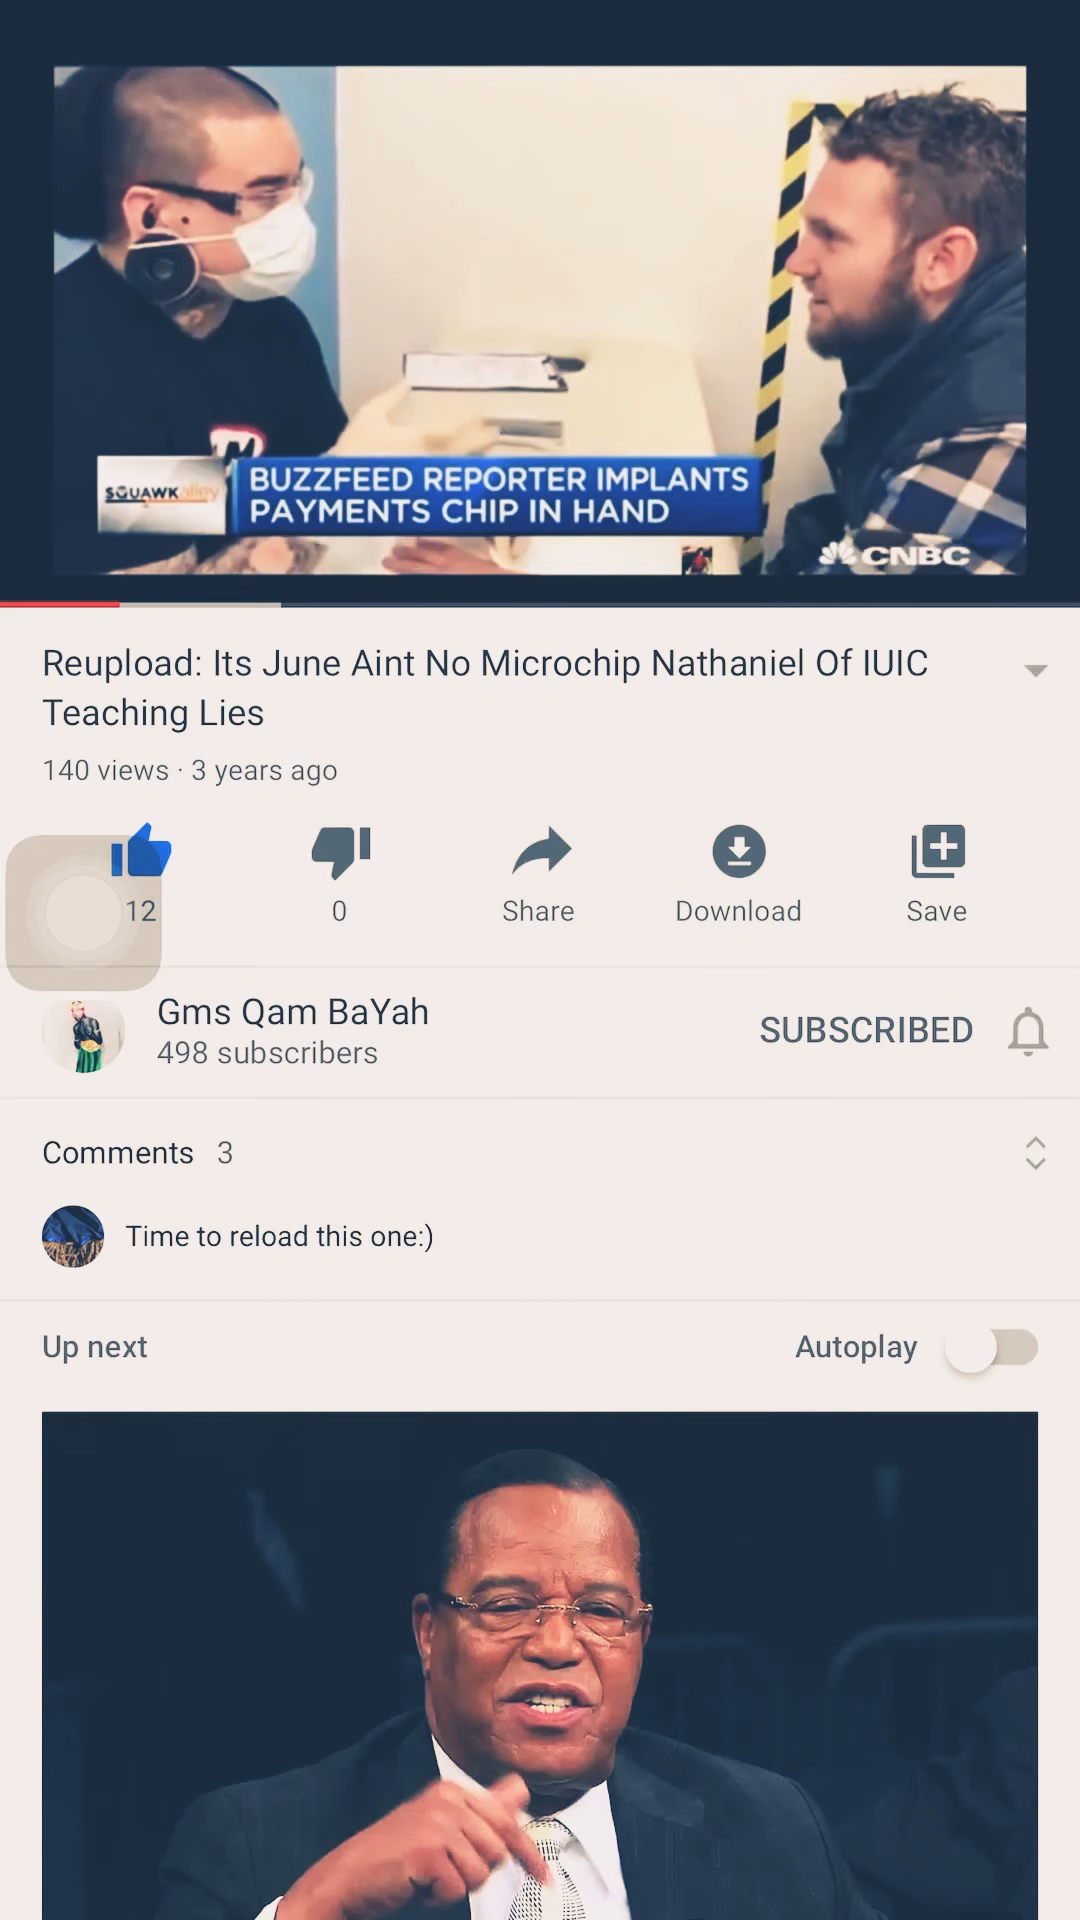 SQUAWK alley
BUZZFEED REPORTER IMPLANTS
PAYMENTS CHIP IN HAND
CNBC
Reupload: Its June Aint No Microchip Nathaniel Of IUIC
Teaching Lies
140 views · 3 years ago
12
0
Share
Download
Save
Gms Qam BaYah
498 subscribers
SUBSCRIBED
Comments 3
Time to reload this one:)
Up next
Autoplay